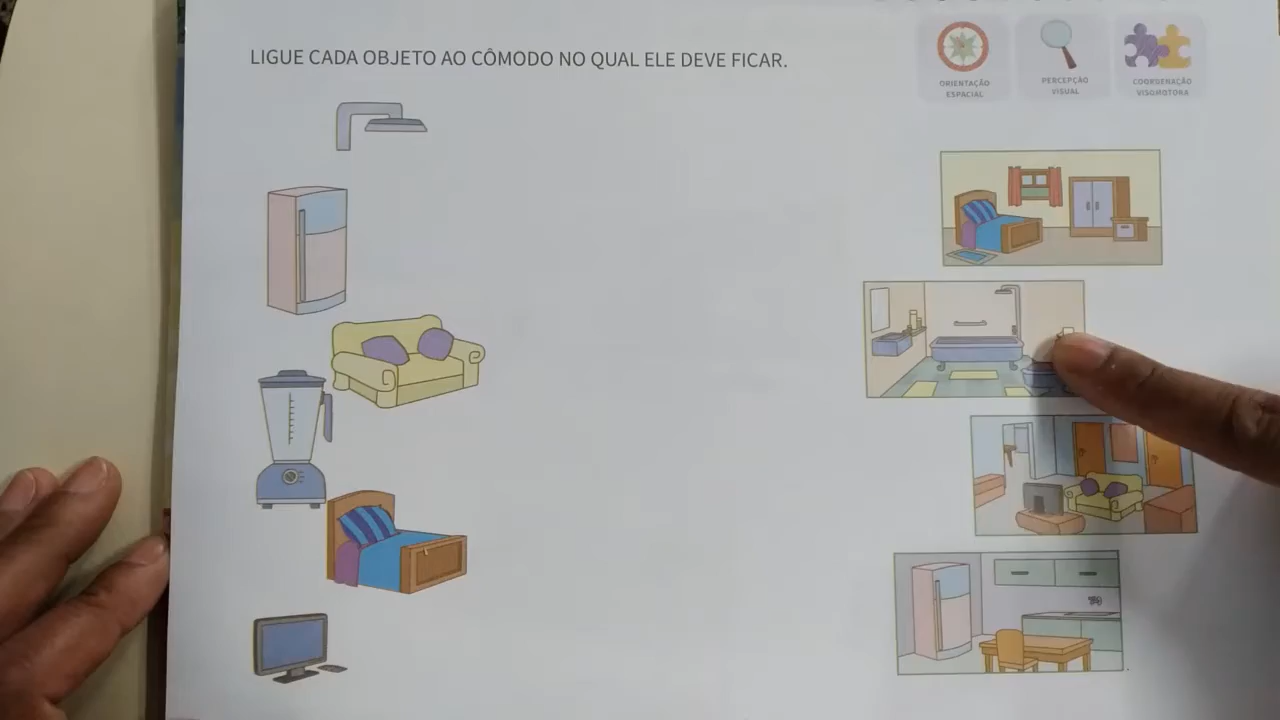 LIGUE CADA OBJETO AO CÔMODO NO QUAL ELE DEVE FICAR.
ORIENTAÇÃO
ESPACIAL
PERCEPÇÃO
VISUAL
COORDENAÇÃO
VISOMOTORA